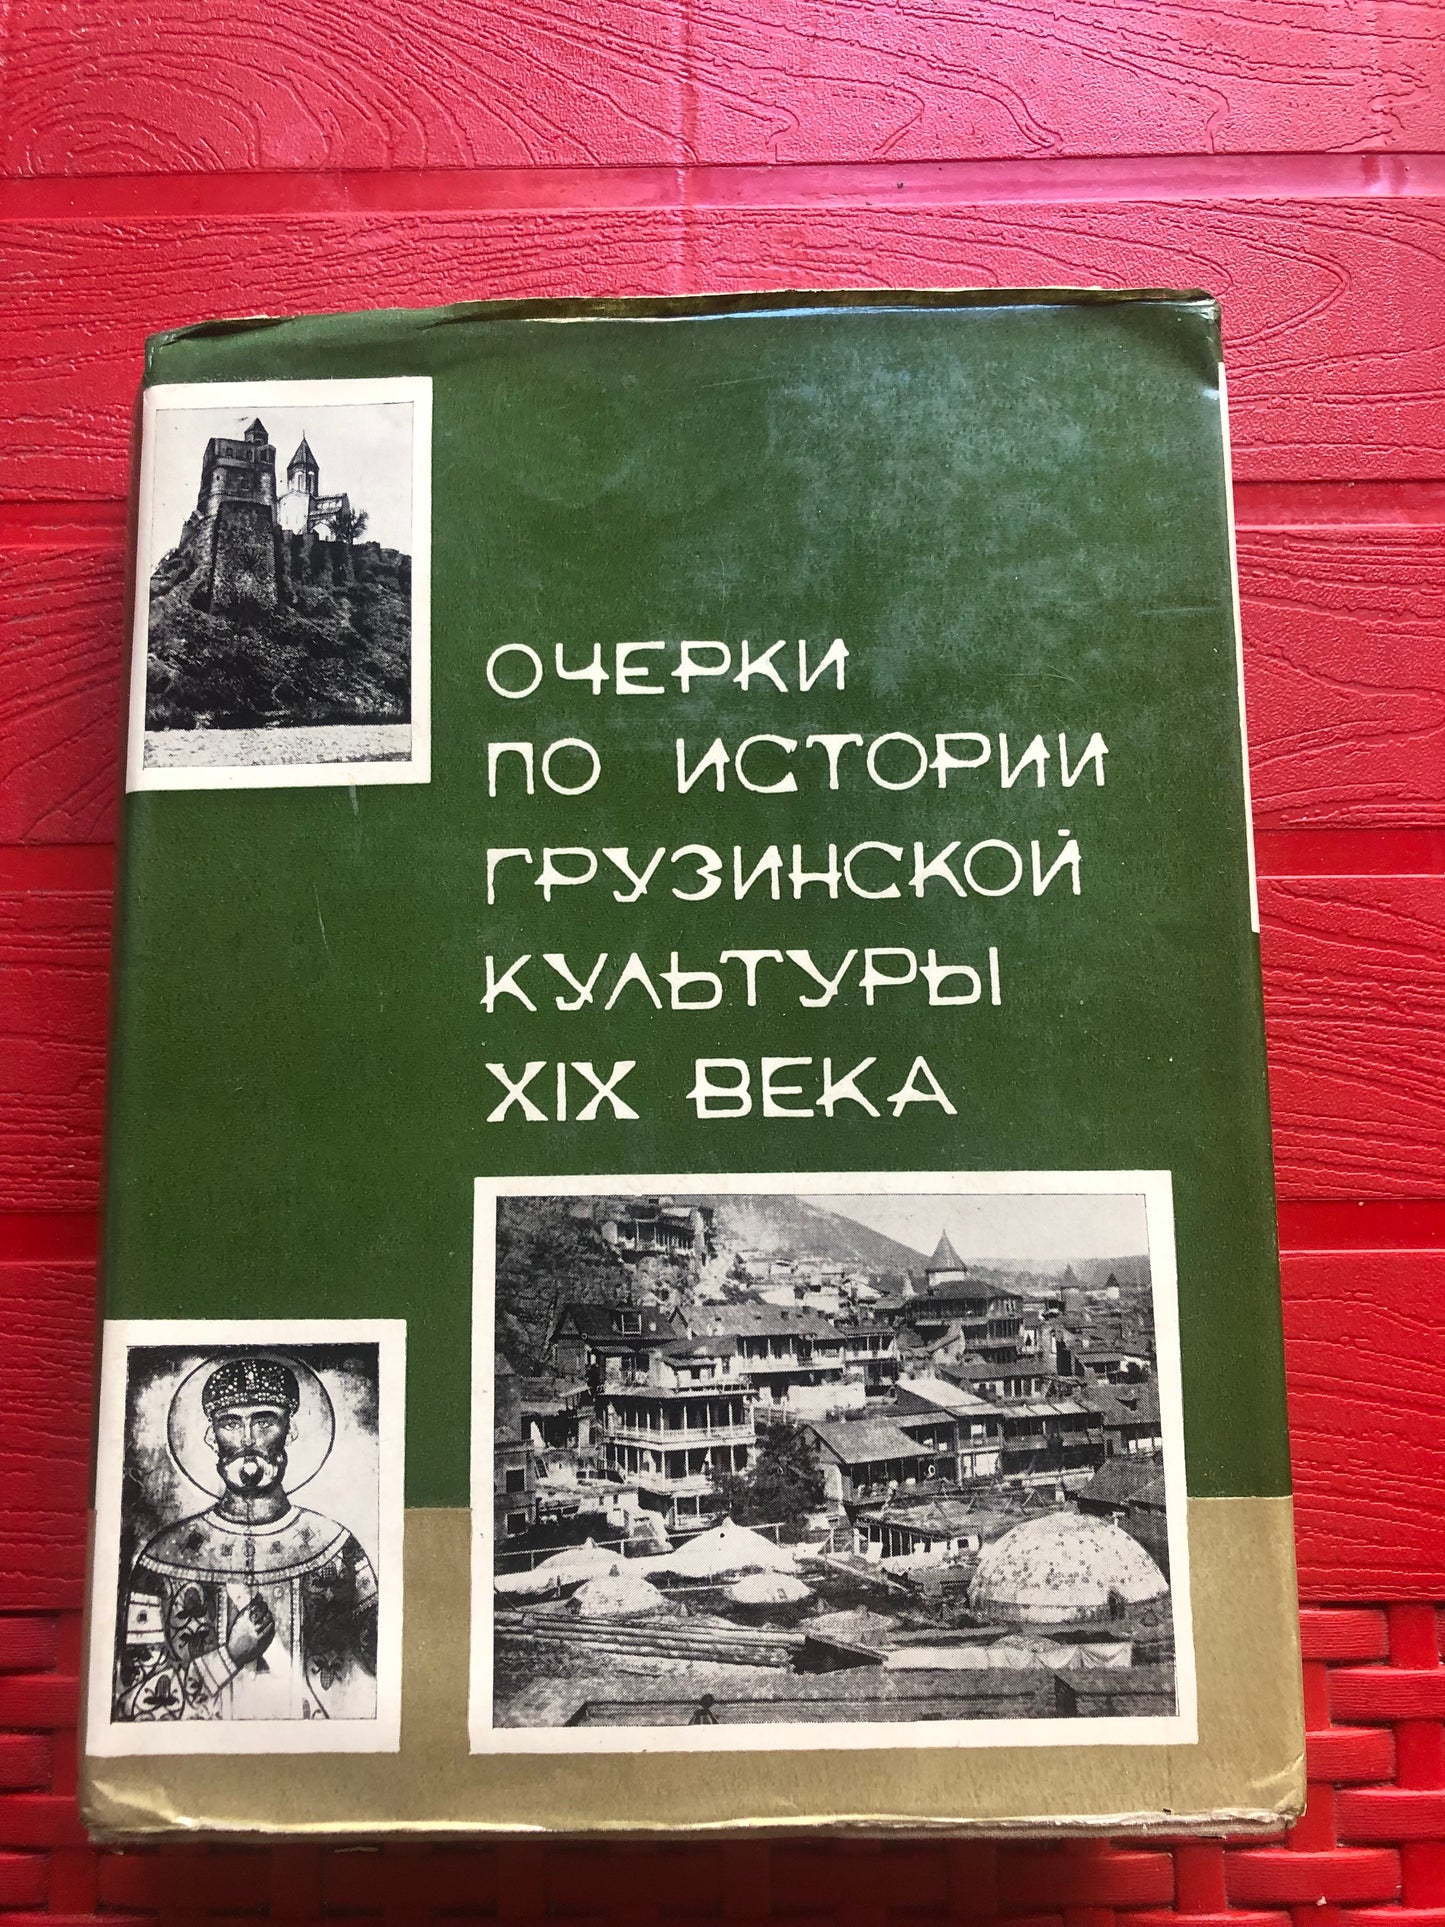 ОЧЕРКИ
ПО ИСТОРИИ
ГРУЗИНСКОЙ
КУЛЬТУРЫ
XIX ВЕКА